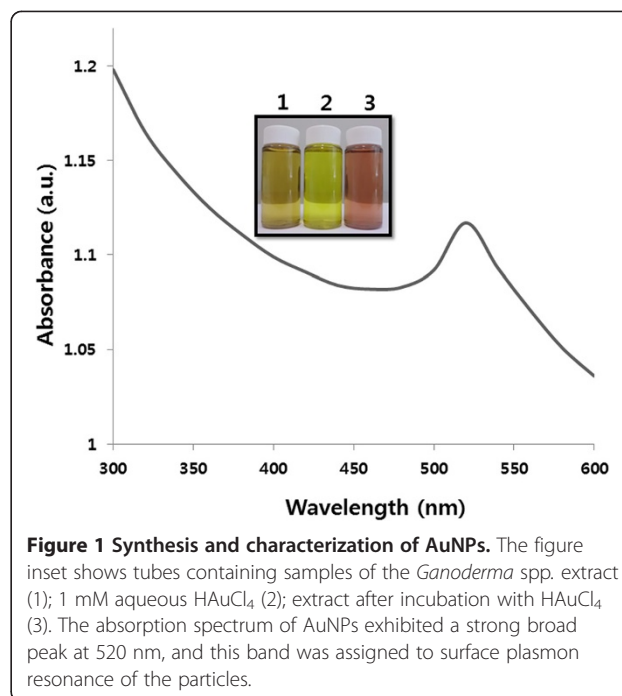 1 2 3
1.2
1.15
1.1
1.05
1
Absorbance (a.u.)
300 350 400 450 500 550 600
Wavelength (nm)
Figure 1 Synthesis and characterization of AuNPs. The figure
inset shows tubes containing samples of the Ganoderma spp. extract
(1); 1 mM aqueous HAuCl₄ (2); extract after incubation with HAuCl₄
(3). The absorption spectrum of AuNPs exhibited a strong broad
peak at 520 nm, and this band was assigned to surface plasmon
resonance of the particles.